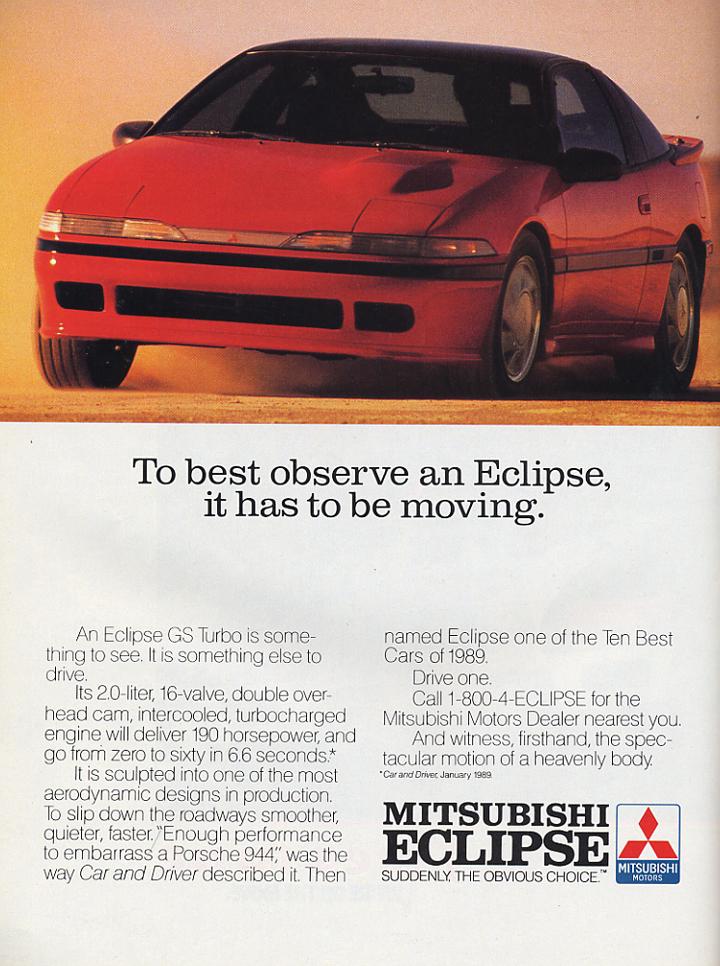 To best observe an Eclipse,
it has to be moving.
An Eclipse GS Turbo is some-
thing to see. It is something else to
drive.
Its 2.0-liter, 16-valve, double over-
head cam, intercooled, turbocharged
engine will deliver 190 horsepower, and
go from zero to sixty in 6.6 seconds.*
It is sculpted into one of the most
aerodynamic designs in production.
To slip down the roadways smoother,
quieter, faster. "Enough performance
to embarrass a Porsche 944," was the
way Car and Driver described it. Then
named Eclipse one of the Ten Best
Cars of 1989.
Drive one.
Call 1-800-4-ECLIPSE for the
Mitsubishi Motors Dealer nearest you.
And witness, firsthand, the spec-
tacular motion of a heavenly body.
*Car and Driver, January 1989.
MITSUBISHI
ECLIPSE
SUDDENLY, THE OBVIOUS CHOICE.™
MITSUBISHI
MOTORS